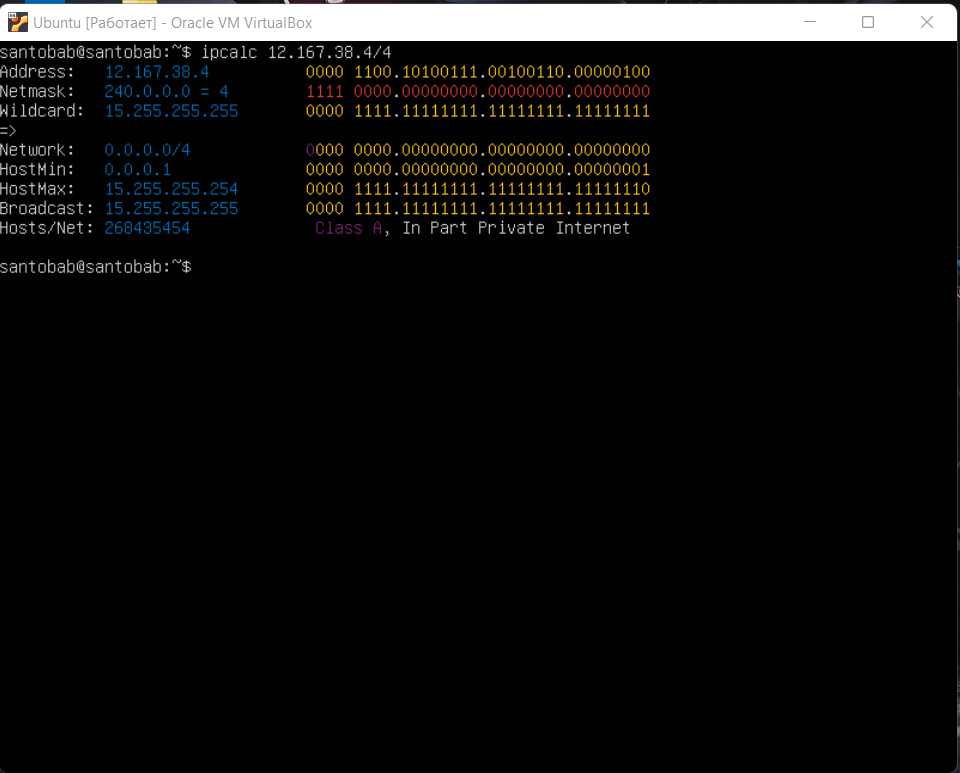 Ubuntu [Работает] - Oracle VM VirtualBox
santobab@santobab:~$ ipcalc 12.167.38.4/4
Address: 12.167.38.4 0000 1100.10100111.00100110.00000100
Netmask: 240.0.0.0 = 4 1111 0000.00000000.00000000.00000000
Wildcard: 15.255.255.255 0000 1111.11111111.11111111.11111111
=>
Network: 0.0.0.0/4 0000 0000.00000000.00000000.00000000
HostMin: 0.0.0.1 0000 0000.00000000.00000000.00000001
HostMax: 15.255.255.254 0000 1111.11111111.11111111.11111110
Broadcast: 15.255.255.255 0000 1111.11111111.11111111.11111111
Hosts/Net: 268435454 Class A, In Part Private Internet
santobab@santobab:~$